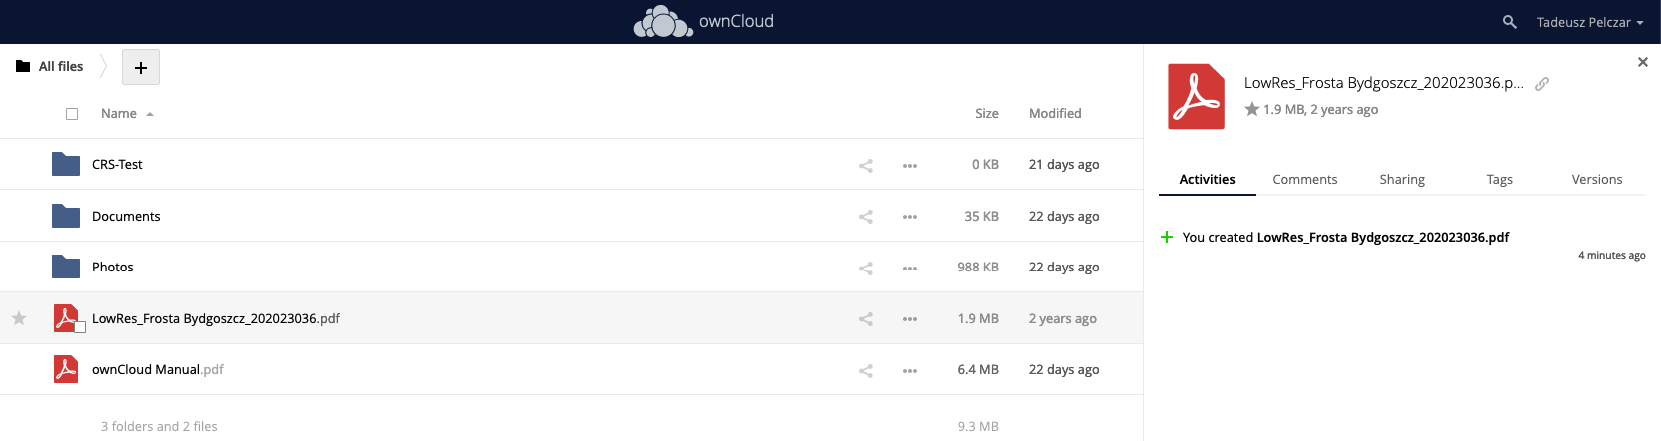 ownCloud
Tadeusz Pelczar
All files
+
Name
Size
Modified
CRS-Test
0 KB
21 days ago
Documents
35 KB
22 days ago
Photos
988 KB
22 days ago
LowRes_Frosta Bydgoszcz_202023036.pdf
1.9 MB
2 years ago
ownCloud Manual.pdf
6.4 MB
22 days ago
3 folders and 2 files
9.3 MB
LowRes_Frosta Bydgoszcz_202023036.p...
1.9 MB, 2 years ago
Activities
Comments
Sharing
Tags
Versions
You created LowRes_Frosta Bydgoszcz_202023036.pdf
4 minutes ago